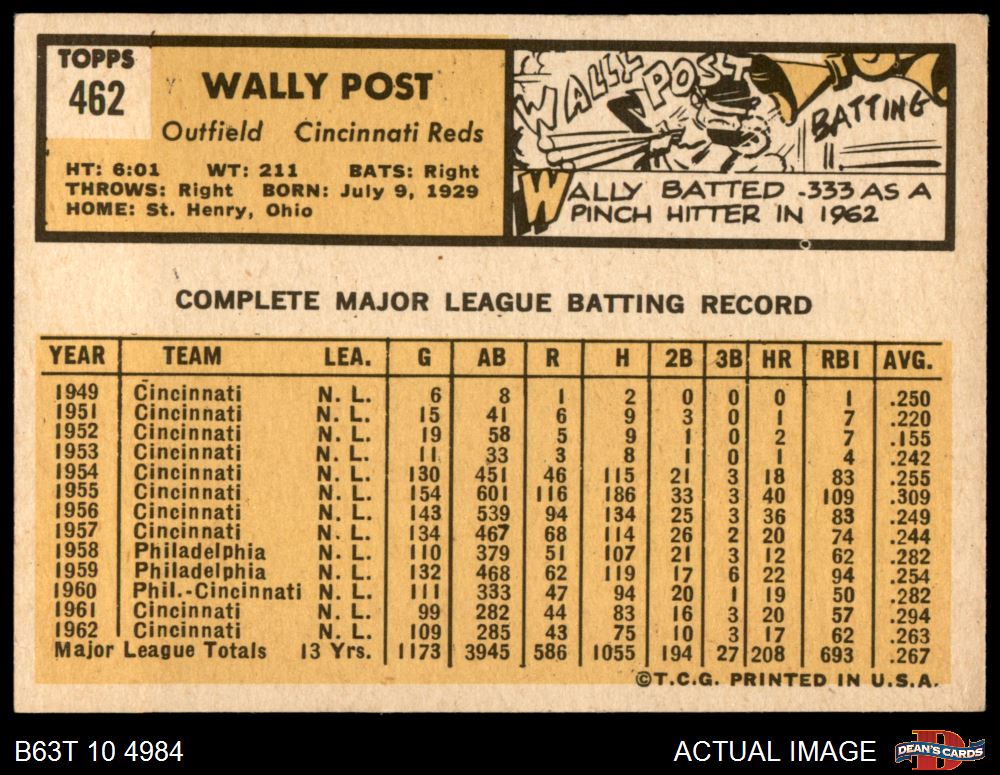 TOPPS
462
WALLY POST
Outfield Cincinnati Reds
HT: 6:01 WT: 211 BATS: Right
THROWS: Right BORN: July 9, 1929
HOME: St. Henry, Ohio
WALLY POST
BATTING
WALLY BATTED .333 AS A
PINCH HITTER IN 1962
COMPLETE MAJOR LEAGUE BATTING RECORD
YEAR TEAM LEA. G AB R H 2B 3B HR RBI AVG.
1949 Cincinnati N. L. 6 8 1 2 0 0 0 1 .250
1951 Cincinnati N. L. 15 41 6 9 3 0 1 7 .220
1952 Cincinnati N. L. 19 58 5 9 1 0 2 7 .155
1953 Cincinnati N. L. 11 33 3 8 1 0 1 4 .242
1954 Cincinnati N. L. 130 451 46 115 21 3 18 83 .255
1955 Cincinnati N. L. 154 601 116 186 33 3 40 109 .309
1956 Cincinnati N. L. 143 539 94 134 25 3 36 83 .249
1957 Cincinnati N. L. 134 467 68 114 26 2 20 74 .244
1958 Philadelphia N. L. 110 379 51 107 21 3 12 62 .282
1959 Philadelphia N. L. 132 468 62 119 17 6 22 94 .254
1960 Phil.-Cincinnati N. L. 111 333 47 94 20 1 19 50 .282
1961 Cincinnati N. L. 99 282 44 83 16 3 20 57 .294
1962 Cincinnati N. L. 109 285 43 75 10 3 17 62 .263
Major League Totals 13 Yrs. 1173 3945 586 1055 194 27 208 693 .267
©T.C.G. PRINTED IN U.S.A.
B63T 10 4984
ACTUAL IMAGE
DEAN'S CARDS